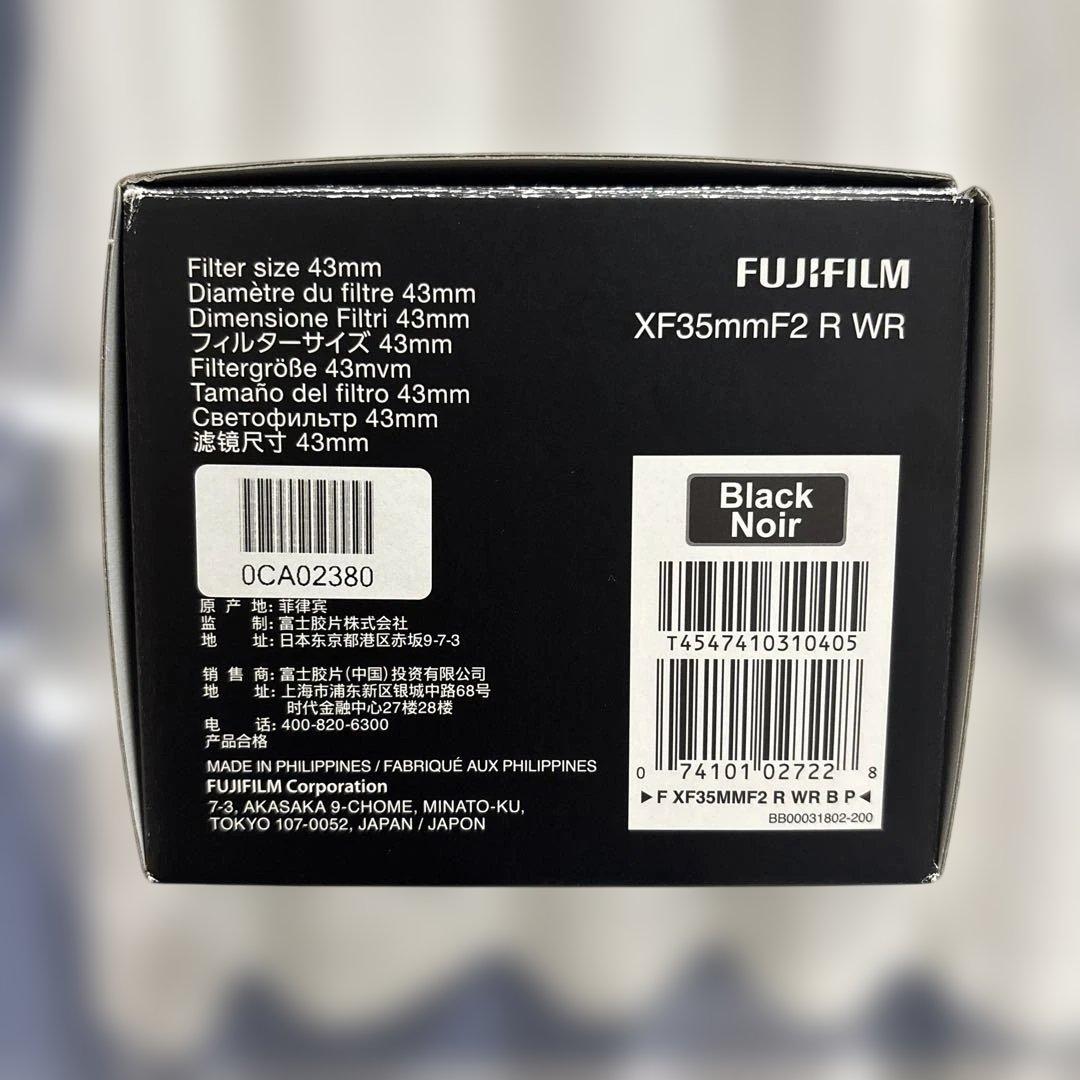 Filter size 43mm
Diamètre du filtre 43mm
Dimensione Filtri 43mm
フィルターサイズ 43mm
Filtergröße 43mvm
Tamaño del filtro 43mm
Светофильтр 43mm
滤镜尺寸 43mm
0CA02380
原产地: 菲律宾
监制: 富士胶片株式会社
地址: 日本东京都港区赤坂9-7-3
销售商: 富士胶片(中国)投资有限公司
地址: 上海市浦东新区银城中路68号
时代金融中心27楼28楼
电话: 400-820-6300
产品合格
MADE IN PHILIPPINES / FABRIQUÉ AUX PHILIPPINES
FUJIFILM Corporation
7-3, AKASAKA 9-CHOME, MINATO-KU,
TOKYO 107-0052, JAPAN / JAPON
FUJIFILM
XF35mmF2 R WR
Black
Noir
T4547410310405
0 74101 02722 8
►F XF35MMF2 R WR B P◄
BB00031802-200